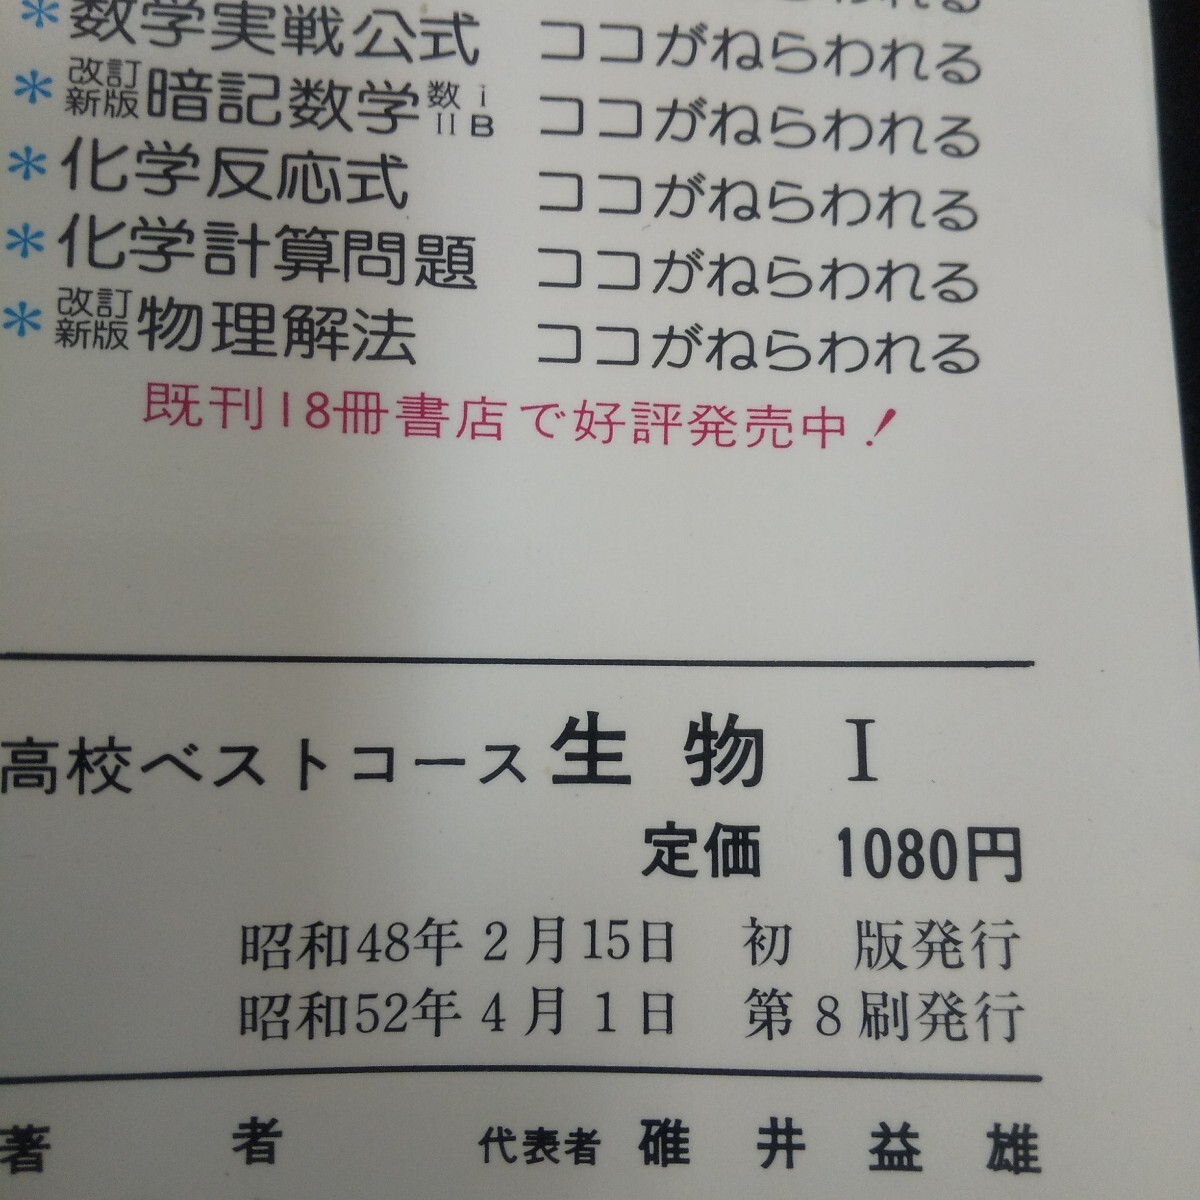 *数学実戦公式 ココがねらわれる
*改訂新版暗記数学数ⅠⅡB ココがねらわれる
*化学反応式 ココがねらわれる
*化学計算問題 ココがねらわれる
*改訂新版物理解法 ココがねらわれる
既刊18冊書店で好評発売中!
高校ベストコース 生物 I
定価 1080円
昭和48年2月15日 初版発行
昭和52年4月1日 第8刷発行
著者 代表者 碓井益雄